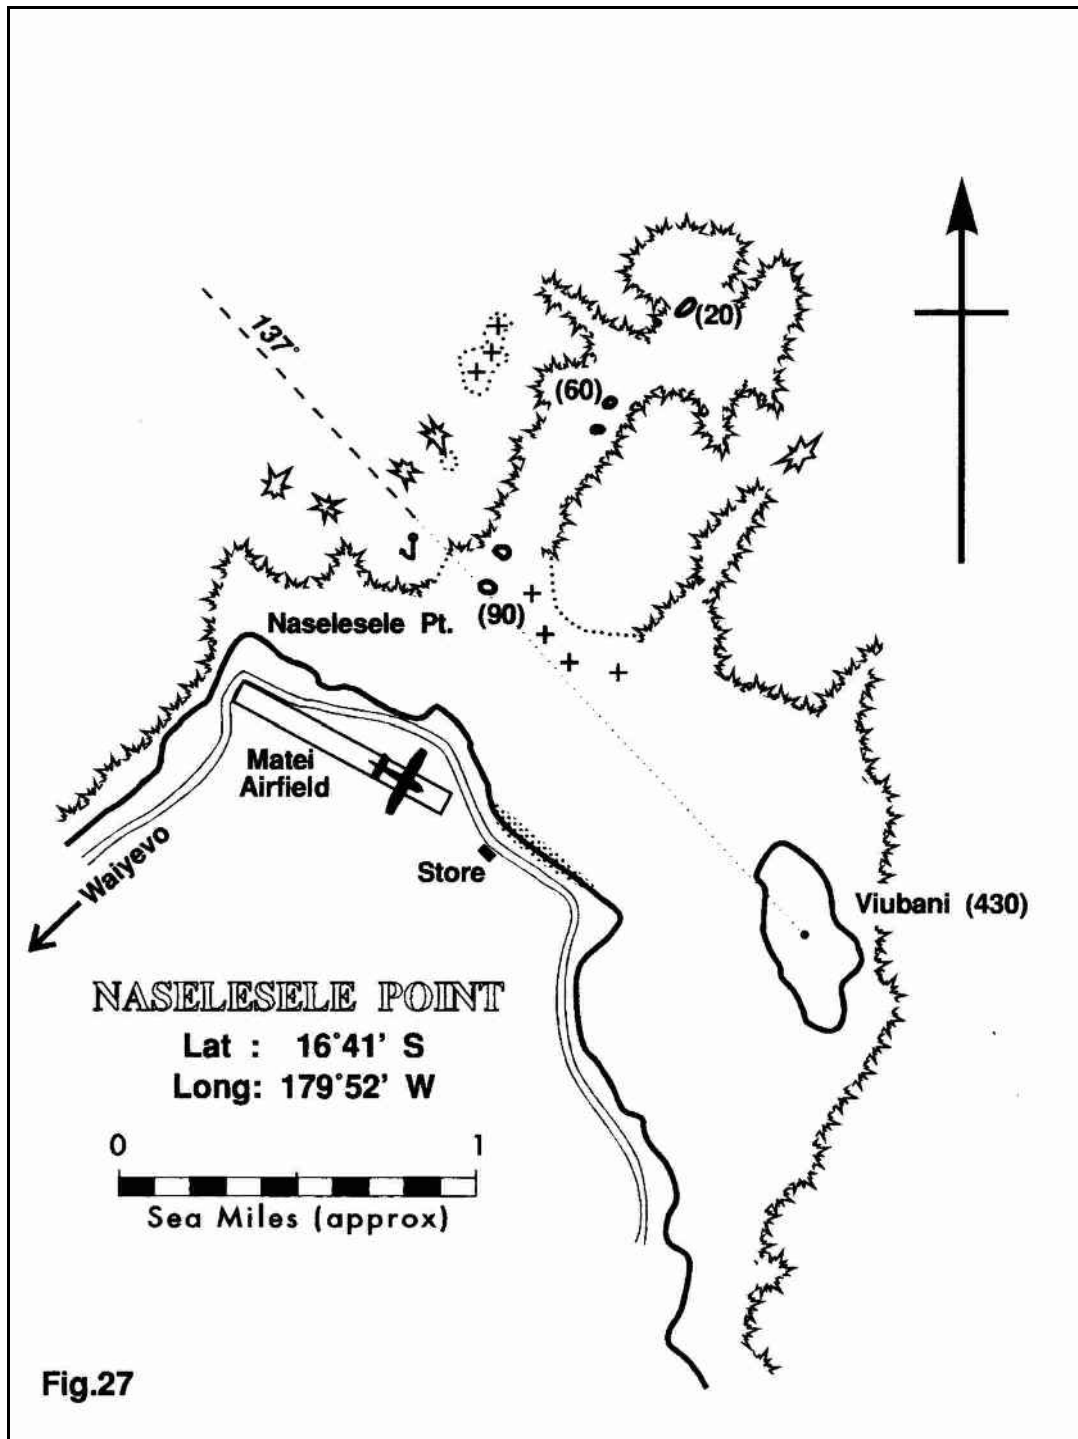 (20)
137°
(60)
(90)
Naselesele Pt.
Matei
Airfield
Store
Waiyevo
Viubani (430)
NASELESELE POINT
Lat : 16°41' S
Long: 179°52' W
0 1
Sea Miles (approx)
Fig.27